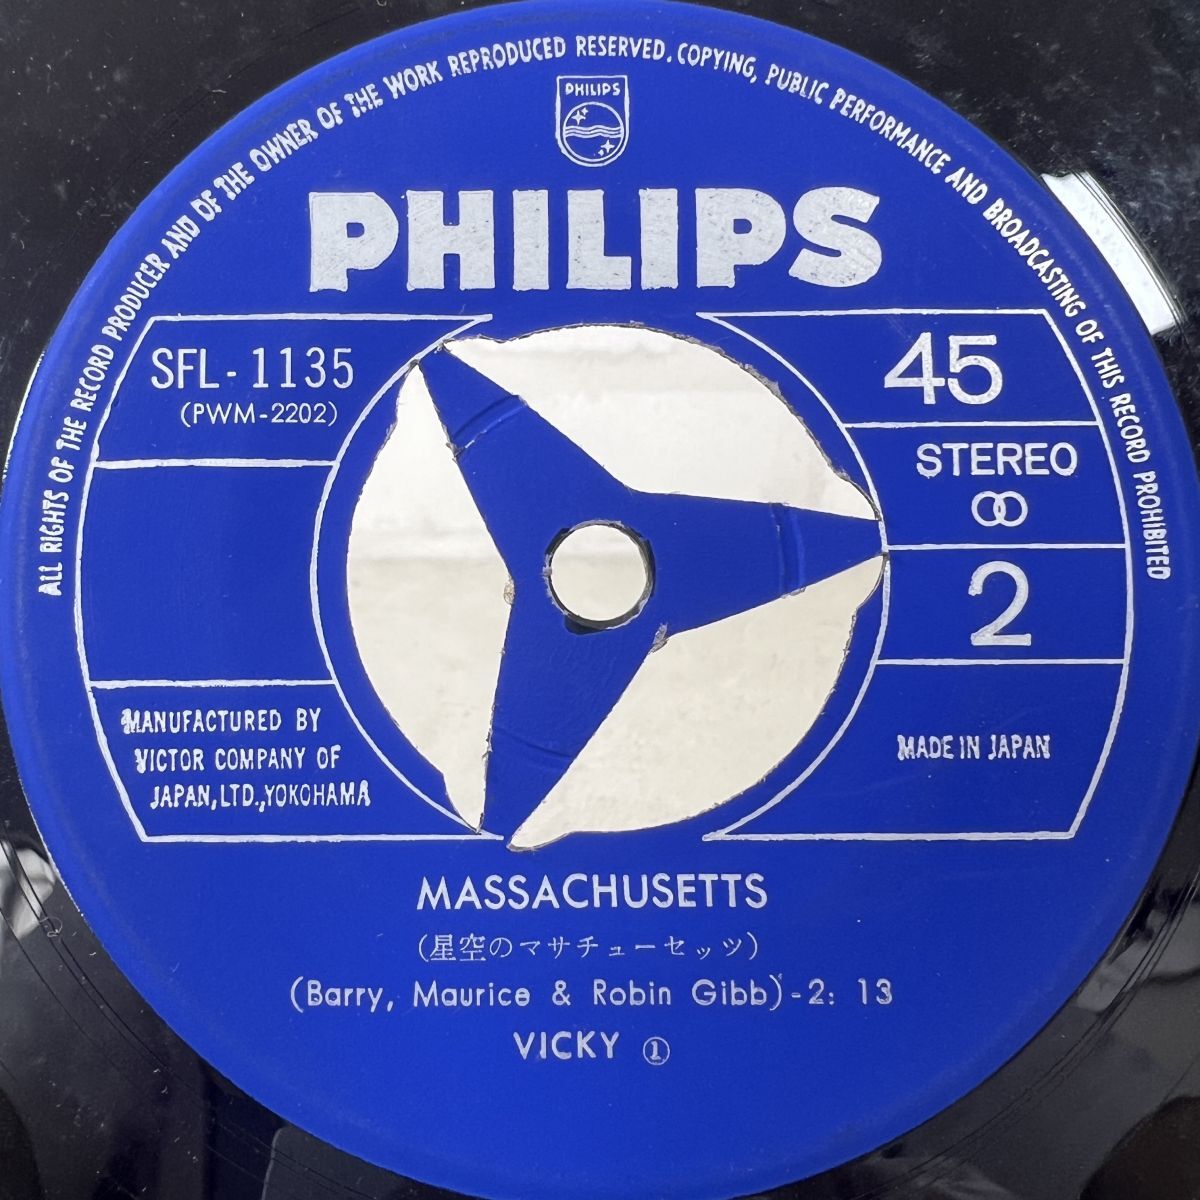 ALL RIGHTS OF THE RECORD PRODUCER AND OF THE OWNER OF THE WORK REPRODUCED RESERVED. COPYING, PUBLIC PERFORMANCE AND BROADCASTING OF THIS RECORD PROHIBITED
PHILIPS
PHILIPS
SFL-1135
(PWM-2202)
45
STEREO
2
MANUFACTURED BY
VICTOR COMPANY OF
JAPAN, LTD., YOKOHAMA
MADE IN JAPAN
MASSACHUSETTS
(星空のマサチューセッツ)
(Barry, Maurice & Robin Gibb)-2: 13
VICKY ①